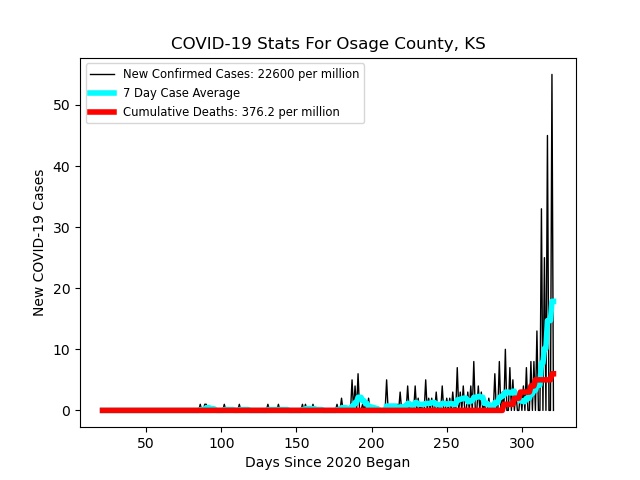 COVID-19 Stats For Osage County, KS
New Confirmed Cases: 22600 per million
7 Day Case Average
Cumulative Deaths: 376.2 per million
50
40
30
20
10
0
New COVID-19 Cases
50 100 150 200 250 300
Days Since 2020 Began